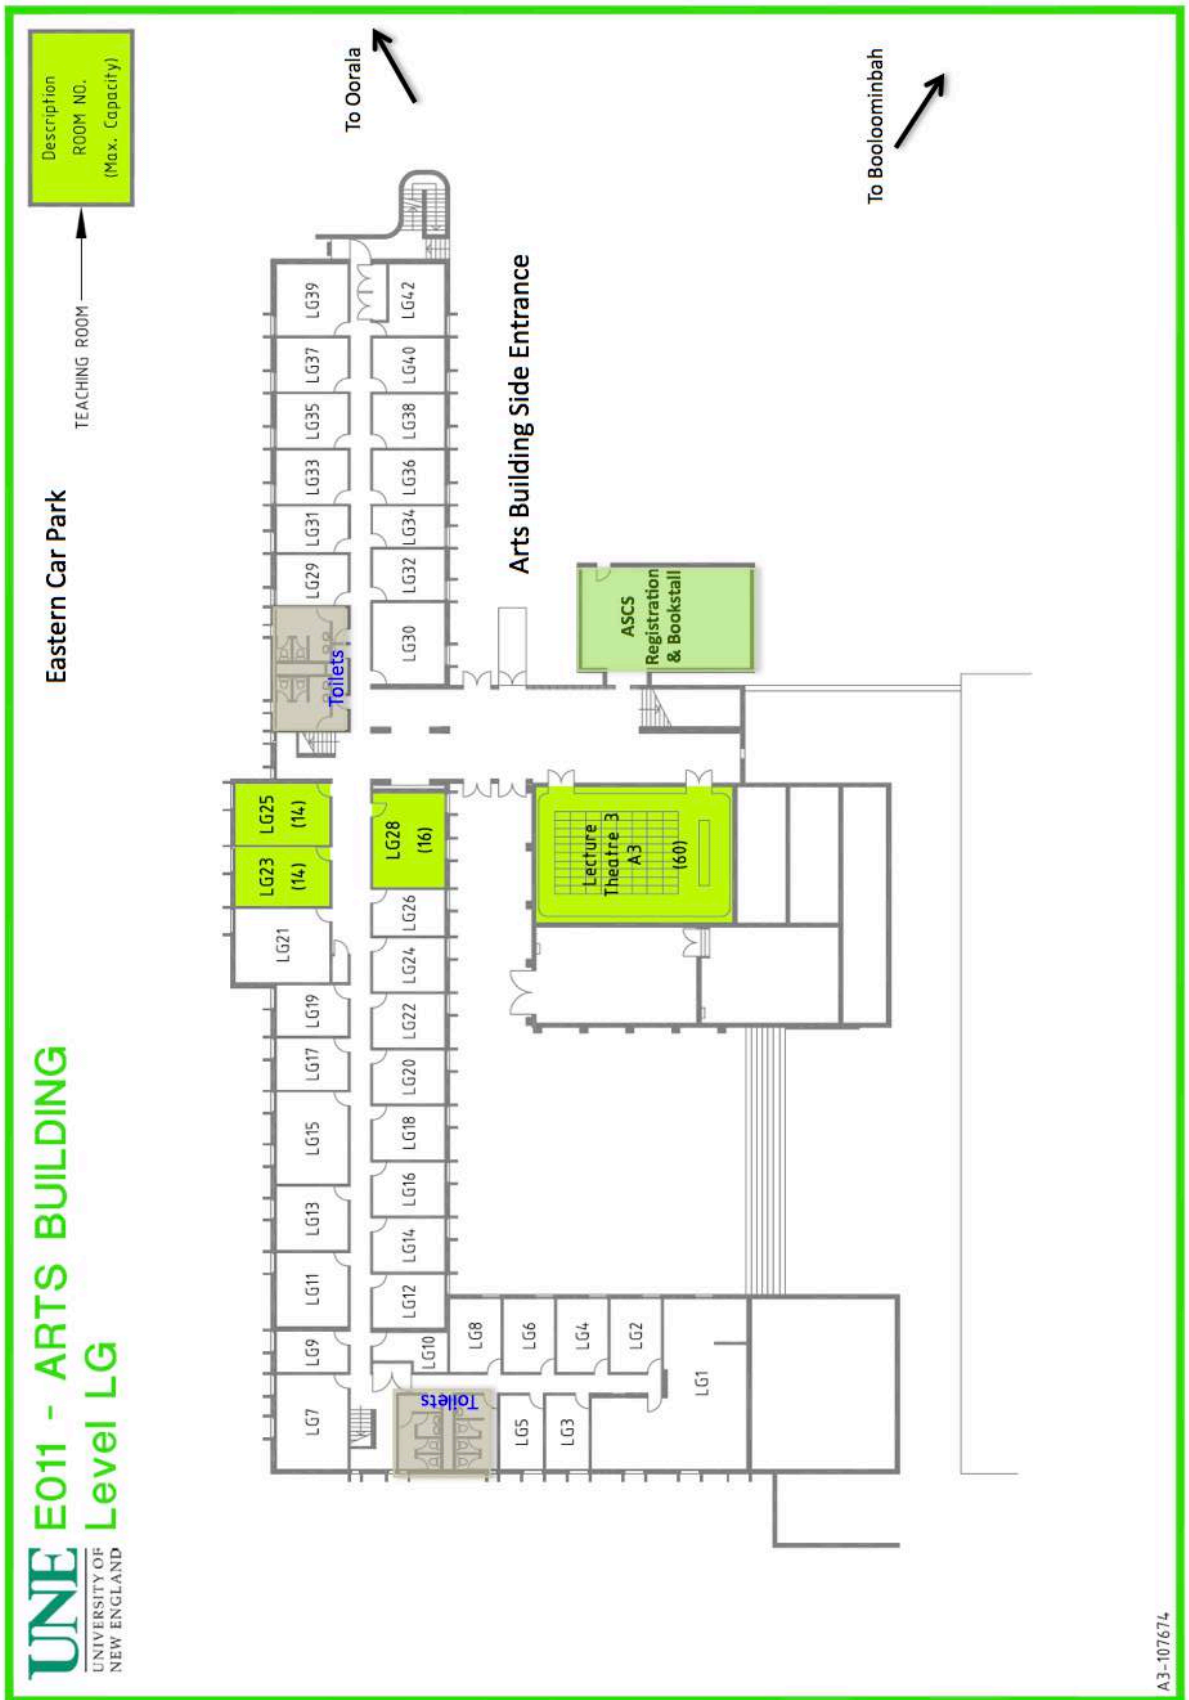 UNE
UNIVERSITY OF
NEW ENGLAND
E011 - ARTS BUILDING
Level LG
Eastern Car Park
TEACHING ROOM
Description
ROOM NO.
(Max. Capacity)
To Oorala
To Booloominbah
Arts Building Side Entrance
LG7
LG9
LG11
LG13
LG15
LG17
LG19
LG21
LG23
(14)
LG25
(14)
Toilets
LG29
LG31
LG33
LG35
LG37
LG39
LG10
LG12
LG14
LG16
LG18
LG20
LG22
LG24
LG26
LG28
(16)
LG30
LG32
LG34
LG36
LG38
LG40
LG42
Toilets
LG8
LG6
LG4
LG2
LG5
LG3
LG1
Lecture
Theatre 3
A3
(60)
ASCS
Registration
& Bookstall
A3-107674